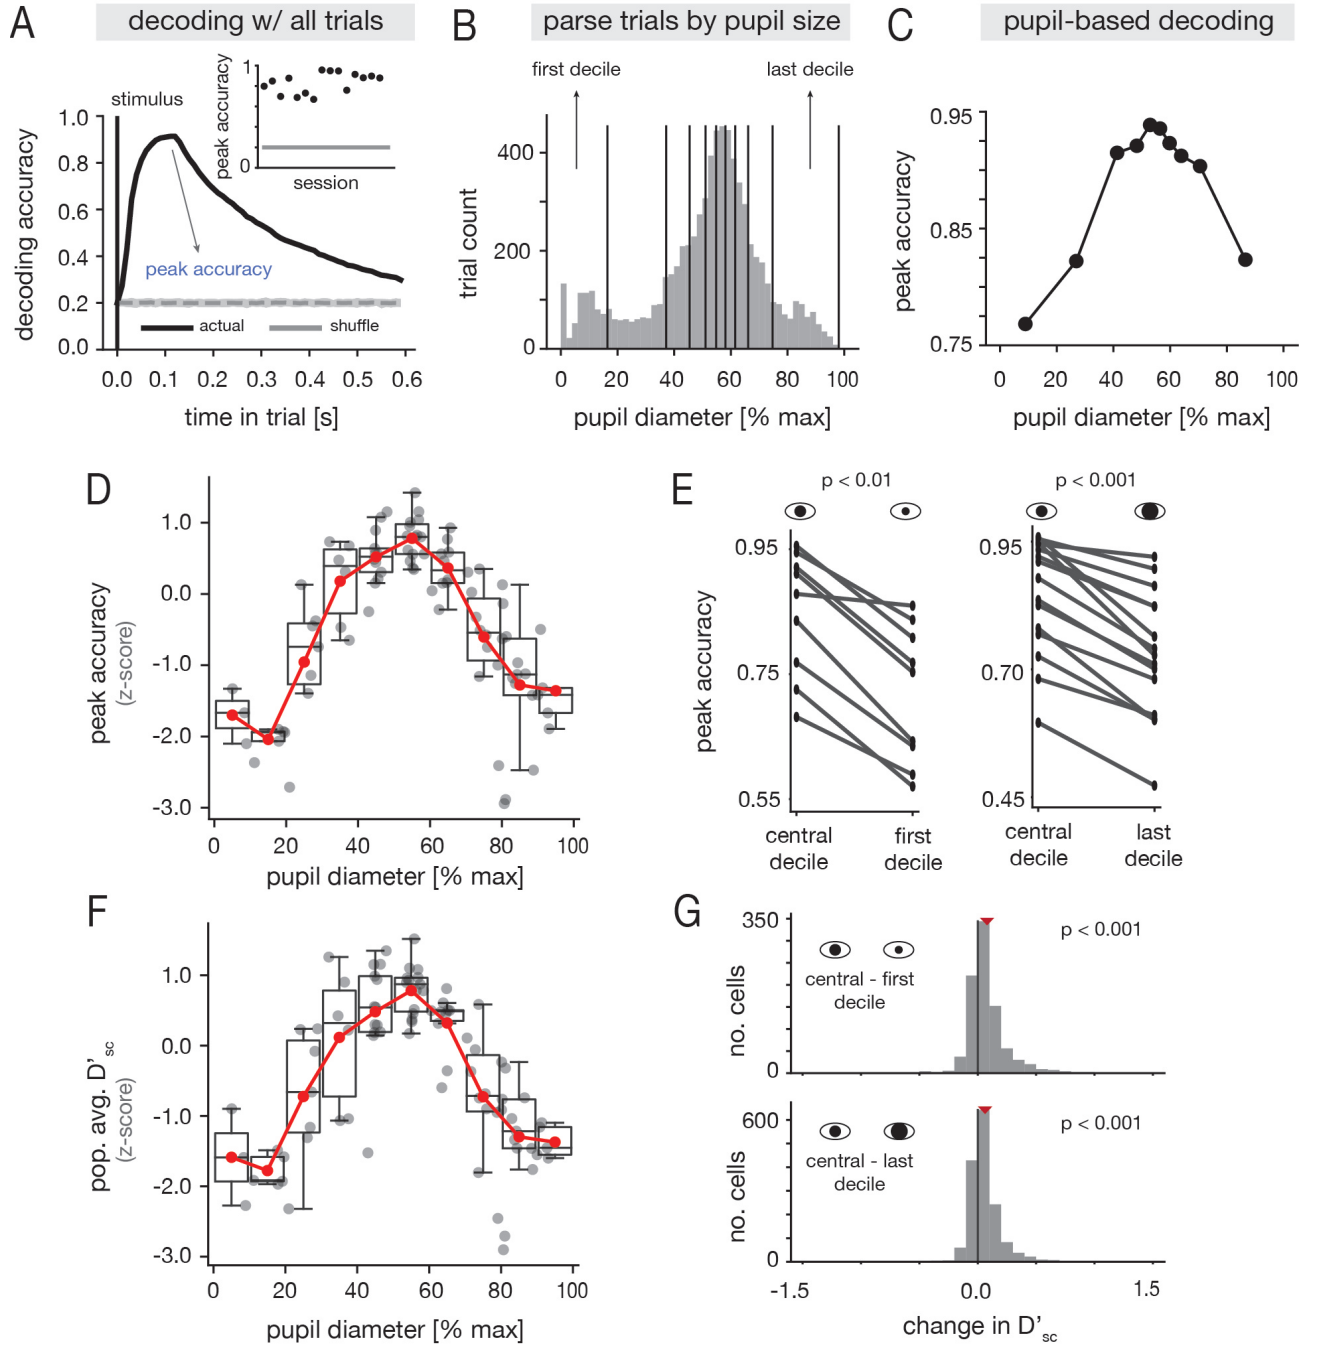 A
decoding w/ all trials
stimulus
decoding accuracy
1.0
0.8
0.6
0.4
0.2
0.0
peak accuracy
1
0
session
peak accuracy
actual
shuffle
0.0 0.1 0.2 0.3 0.4 0.5 0.6
time in trial [s]
B
parse trials by pupil size
first decile
last decile
trial count
400
200
0
0 20 40 60 80 100
pupil diameter [% max]
C
pupil-based decoding
peak accuracy
0.95
0.85
0.75
0 20 40 60 80 100
pupil diameter [% max]
D
peak accuracy
(z-score)
1.0
0.0
-1.0
-2.0
-3.0
0 20 40 60 80 100
pupil diameter [% max]
E
p < 0.01
peak accuracy
0.95
0.75
0.55
central
decile
first
decile
p < 0.001
0.95
0.70
0.45
central
decile
last
decile
F
pop. avg. D’sc
(z-score)
1.0
0.0
-1.0
-2.0
-3.0
0 20 40 60 80 100
pupil diameter [% max]
G
no. cells
350
0
central - first
decile
p < 0.001
no. cells
600
0
central - last
decile
p < 0.001
-1.5 0.0 1.5
change in D’sc